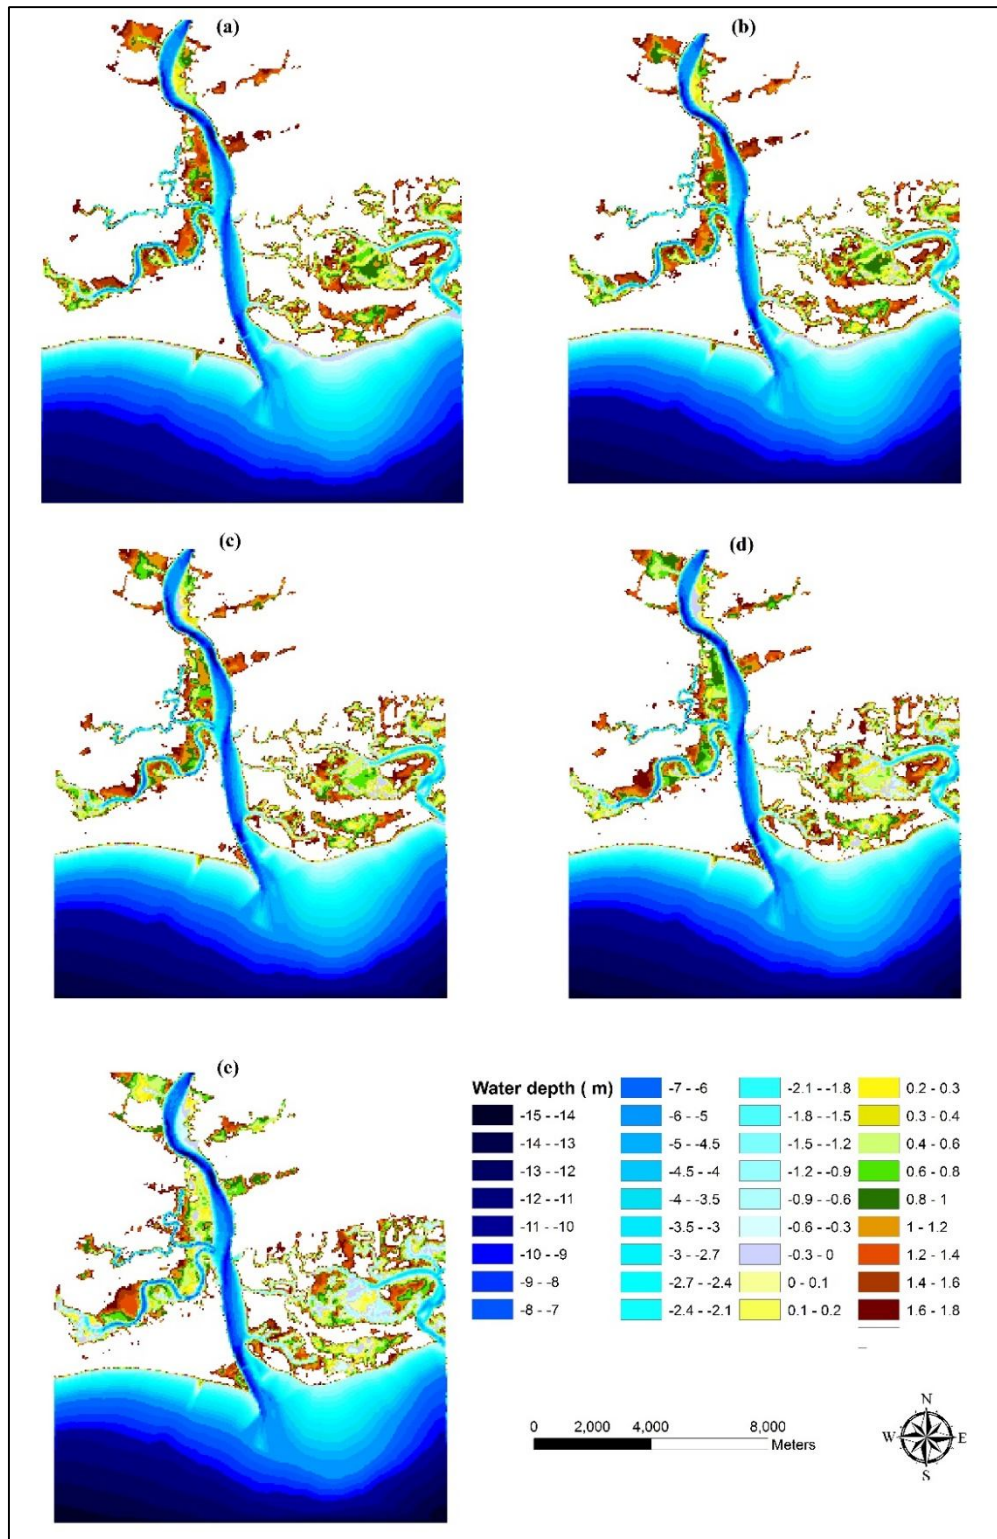 (a)
(b)
(c)
(d)
(e)
Water depth ( m)
-15 - -14
-14 - -13
-13 - -12
-12 - -11
-11 - -10
-10 - -9
-9 - -8
-8 - -7
-7 - -6
-6 - -5
-5 - -4.5
-4.5 - -4
-4 - -3.5
-3.5 - -3
-3 - -2.7
-2.7 - -2.4
-2.4 - -2.1
-2.1 - -1.8
-1.8 - -1.5
-1.5 - -1.2
-1.2 - -0.9
-0.9 - -0.6
-0.6 - -0.3
-0.3 - 0
0 - 0.1
0.1 - 0.2
0.2 - 0.3
0.3 - 0.4
0.4 - 0.6
0.6 - 0.8
0.8 - 1
1 - 1.2
1.2 - 1.4
1.4 - 1.6
1.6 - 1.8
0 2,000 4,000 8,000
Meters
N
W E
S